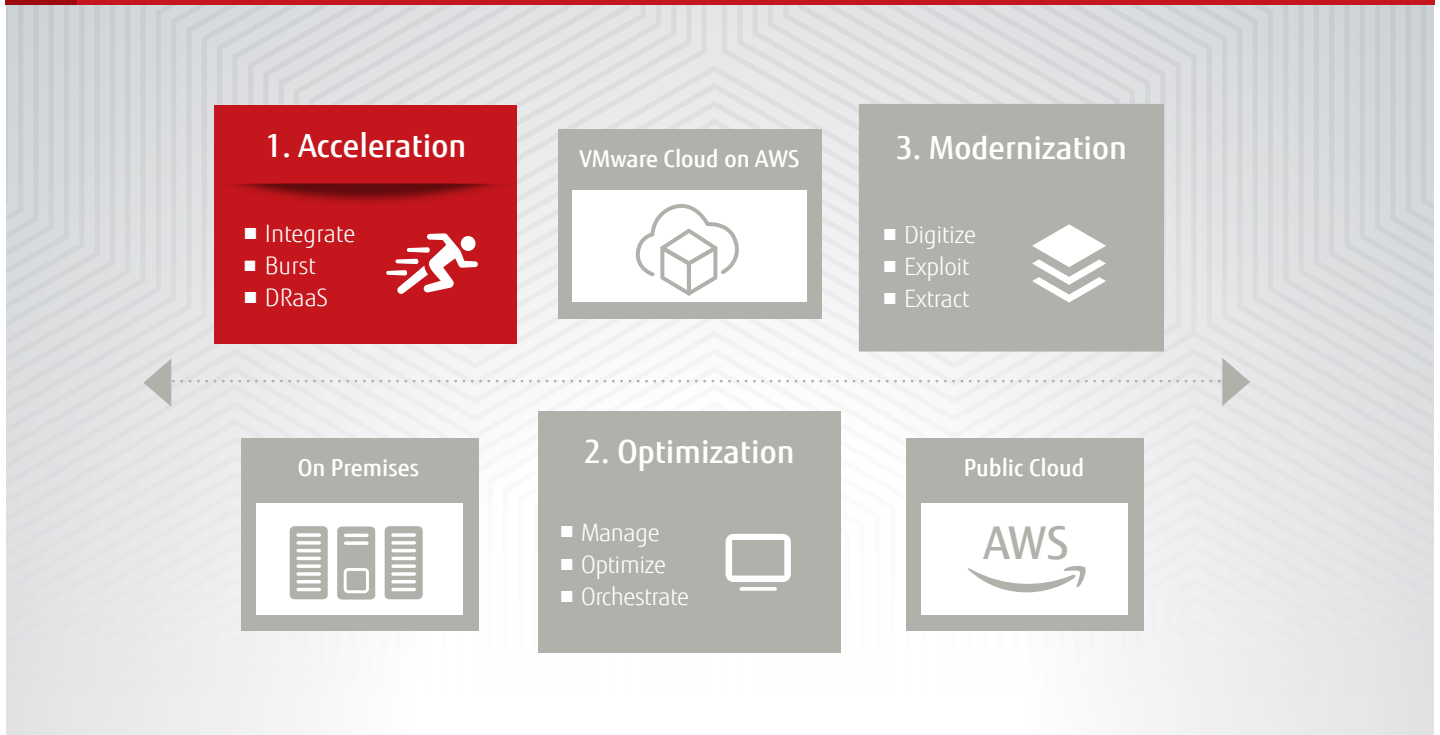 1. Acceleration
Integrate
Burst
DRaaS
VMware Cloud on AWS
3. Modernization
Digitize
Exploit
Extract
On Premises
2. Optimization
Manage
Optimize
Orchestrate
Public Cloud
AWS